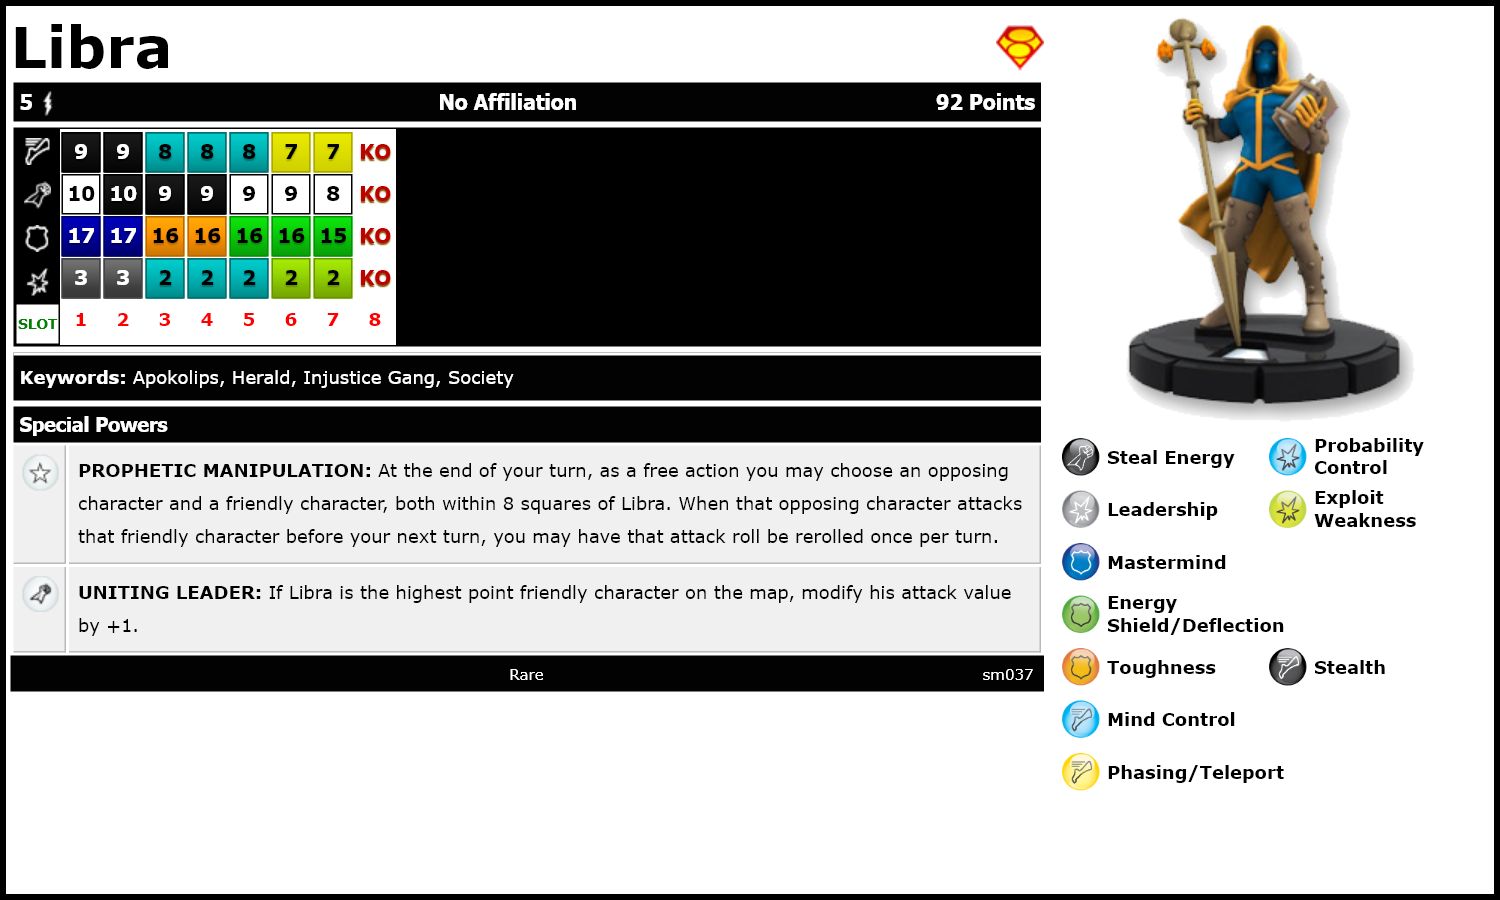 Libra
5 No Affiliation 92 Points
9 9 8 8 8 7 7 KO
10 10 9 9 9 9 8 KO
17 17 16 16 16 16 15 KO
3 3 2 2 2 2 2 KO
SLOT 1 2 3 4 5 6 7 8
Keywords: Apokolips, Herald, Injustice Gang, Society
Special Powers
PROPHETIC MANIPULATION: At the end of your turn, as a free action you may choose an opposing
character and a friendly character, both within 8 squares of Libra. When that opposing character attacks
that friendly character before your next turn, you may have that attack roll be rerolled once per turn.
UNITING LEADER: If Libra is the highest point friendly character on the map, modify his attack value
by +1.
Rare sm037
Steal Energy
Probability
Control
Leadership
Exploit
Weakness
Mastermind
Energy
Shield/Deflection
Toughness
Stealth
Mind Control
Phasing/Teleport